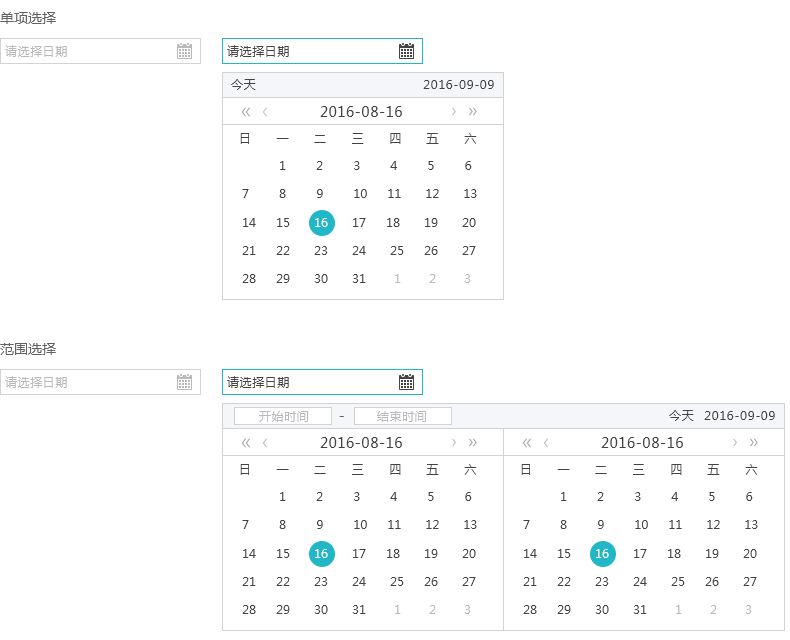 单项选择
请选择日期 请选择日期
今天 2016-09-09
« ‹ 2016-08-16 › »
日 一 二 三 四 五 六
1 2 3 4 5 6
7 8 9 10 11 12 13
14 15 16 17 18 19 20
21 22 23 24 25 26 27
28 29 30 31 1 2 3
范围选择
请选择日期 请选择日期
开始时间 - 结束时间 今天 2016-09-09
« ‹ 2016-08-16 › » « ‹ 2016-08-16 › »
日 一 二 三 四 五 六 日 一 二 三 四 五 六
1 2 3 4 5 6 1 2 3 4 5 6
7 8 9 10 11 12 13 7 8 9 10 11 12 13
14 15 16 17 18 19 20 14 15 16 17 18 19 20
21 22 23 24 25 26 27 21 22 23 24 25 26 27
28 29 30 31 1 2 3 28 29 30 31 1 2 3